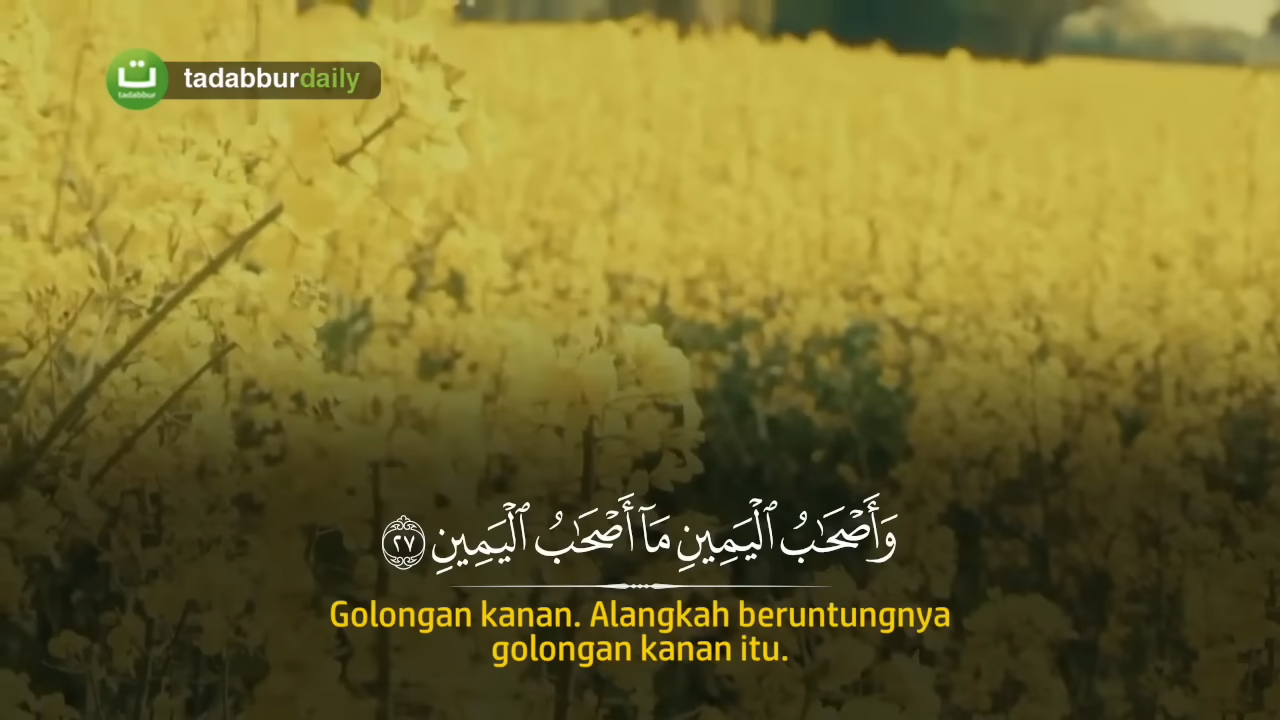 ت
tadabbur
tadabburdaily
وَأَصْحَٰبُ ٱلْيَمِينِ مَآ أَصْحَٰبُ ٱلْيَمِينِ ٢٧
Golongan kanan. Alangkah beruntungnya
golongan kanan itu.